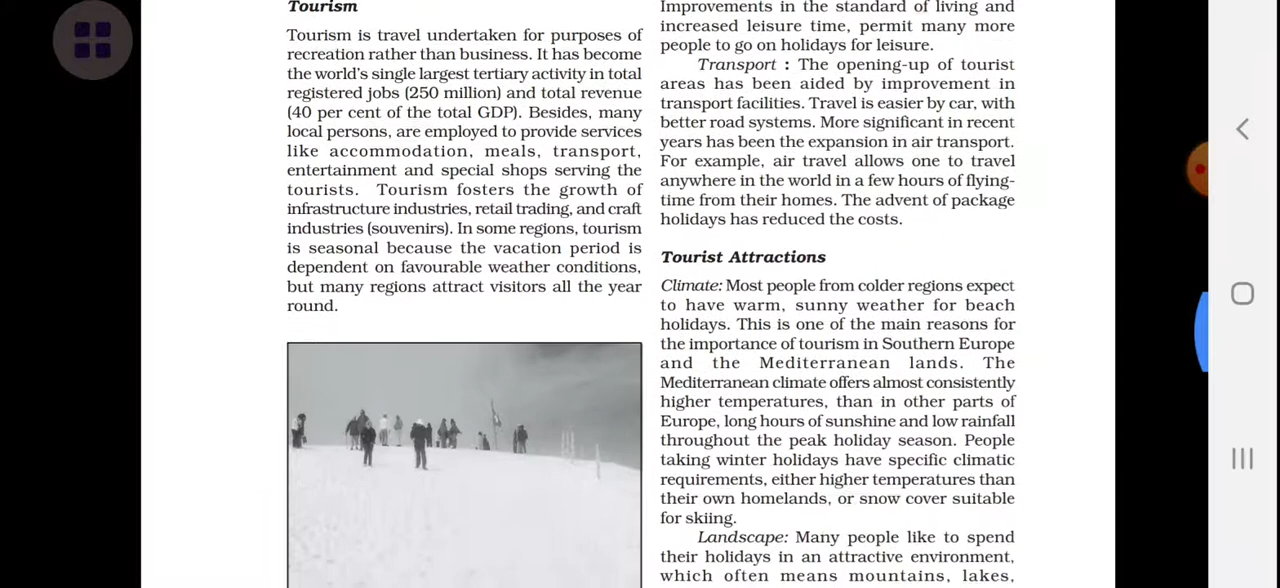 Tourism
Tourism is travel undertaken for purposes of
recreation rather than business. It has become
the world's single largest tertiary activity in total
registered jobs (250 million) and total revenue
(40 per cent of the total GDP). Besides, many
local persons, are employed to provide services
like accommodation, meals, transport,
entertainment and special shops serving the
tourists. Tourism fosters the growth of
infrastructure industries, retail trading, and craft
industries (souvenirs). In some regions, tourism
is seasonal because the vacation period is
dependent on favourable weather conditions,
but many regions attract visitors all the year
round.
Improvements in the standard of living and
increased leisure time, permit many more
people to go on holidays for leisure.
Transport : The opening-up of tourist
areas has been aided by improvement in
transport facilities. Travel is easier by car, with
better road systems. More significant in recent
years has been the expansion in air transport.
For example, air travel allows one to travel
anywhere in the world in a few hours of flying-
time from their homes. The advent of package
holidays has reduced the costs.
Tourist Attractions
Climate: Most people from colder regions expect
to have warm, sunny weather for beach
holidays. This is one of the main reasons for
the importance of tourism in Southern Europe
and the Mediterranean lands. The
Mediterranean climate offers almost consistently
higher temperatures, than in other parts of
Europe, long hours of sunshine and low rainfall
throughout the peak holiday season. People
taking winter holidays have specific climatic
requirements, either higher temperatures than
their own homelands, or snow cover suitable
for skiing.
Landscape: Many people like to spend
their holidays in an attractive environment,
which often means mountains, lakes,